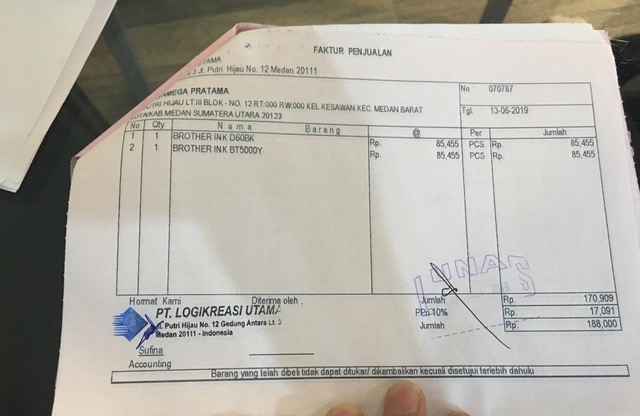 FAKTUR PENJUALAN
UTAMA
Jl. Putri Hijau No. 12 Medan 20111
MEGA PRATAMA
PUTRI HIJAU LT.III BLOK - NO. 12 RT:000 RW:000 KEL.KESAWAN KEC. MEDAN BARAT
KOTA/KAB.MEDAN SUMATERA UTARA 20123
No 070787
Tgl. 13-06-2019
No Qty Nama Barang @ Per Jumlah
1 1 BROTHER INK D60BK Rp. 85,455 PCS Rp. 85,455
2 1 BROTHER INK BT5000Y Rp. 85,455 PCS Rp. 85,455
LUNAS
Hormat Kami Diterima oleh , Jumlah Rp. 170,909
PPn 10% Rp. 17,091
Jumlah Rp. 188,000
PT. LOGIKREASI UTAMA
Jl. Putri Hijau No. 12 Gedung Antara Lt. 3
Medan 20111 - Indonesia
Sufina
Accounting
Barang yang telah dibeli tidak dapat ditukar/ dikembalikan kecuali disetujui terlebih dahulu